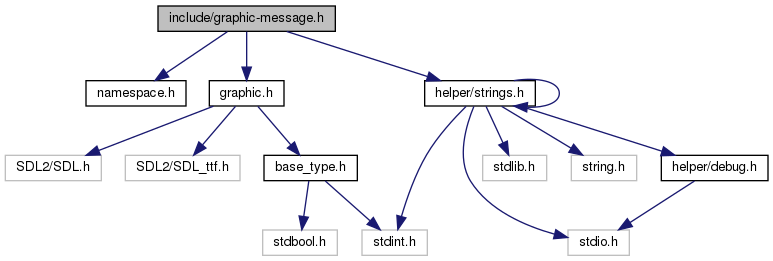 include/graphic-message.h
namespace.h
graphic.h
helper/strings.h
SDL2/SDL.h
SDL2/SDL_ttf.h
base_type.h
stdlib.h
string.h
helper/debug.h
stdbool.h
stdint.h
stdio.h